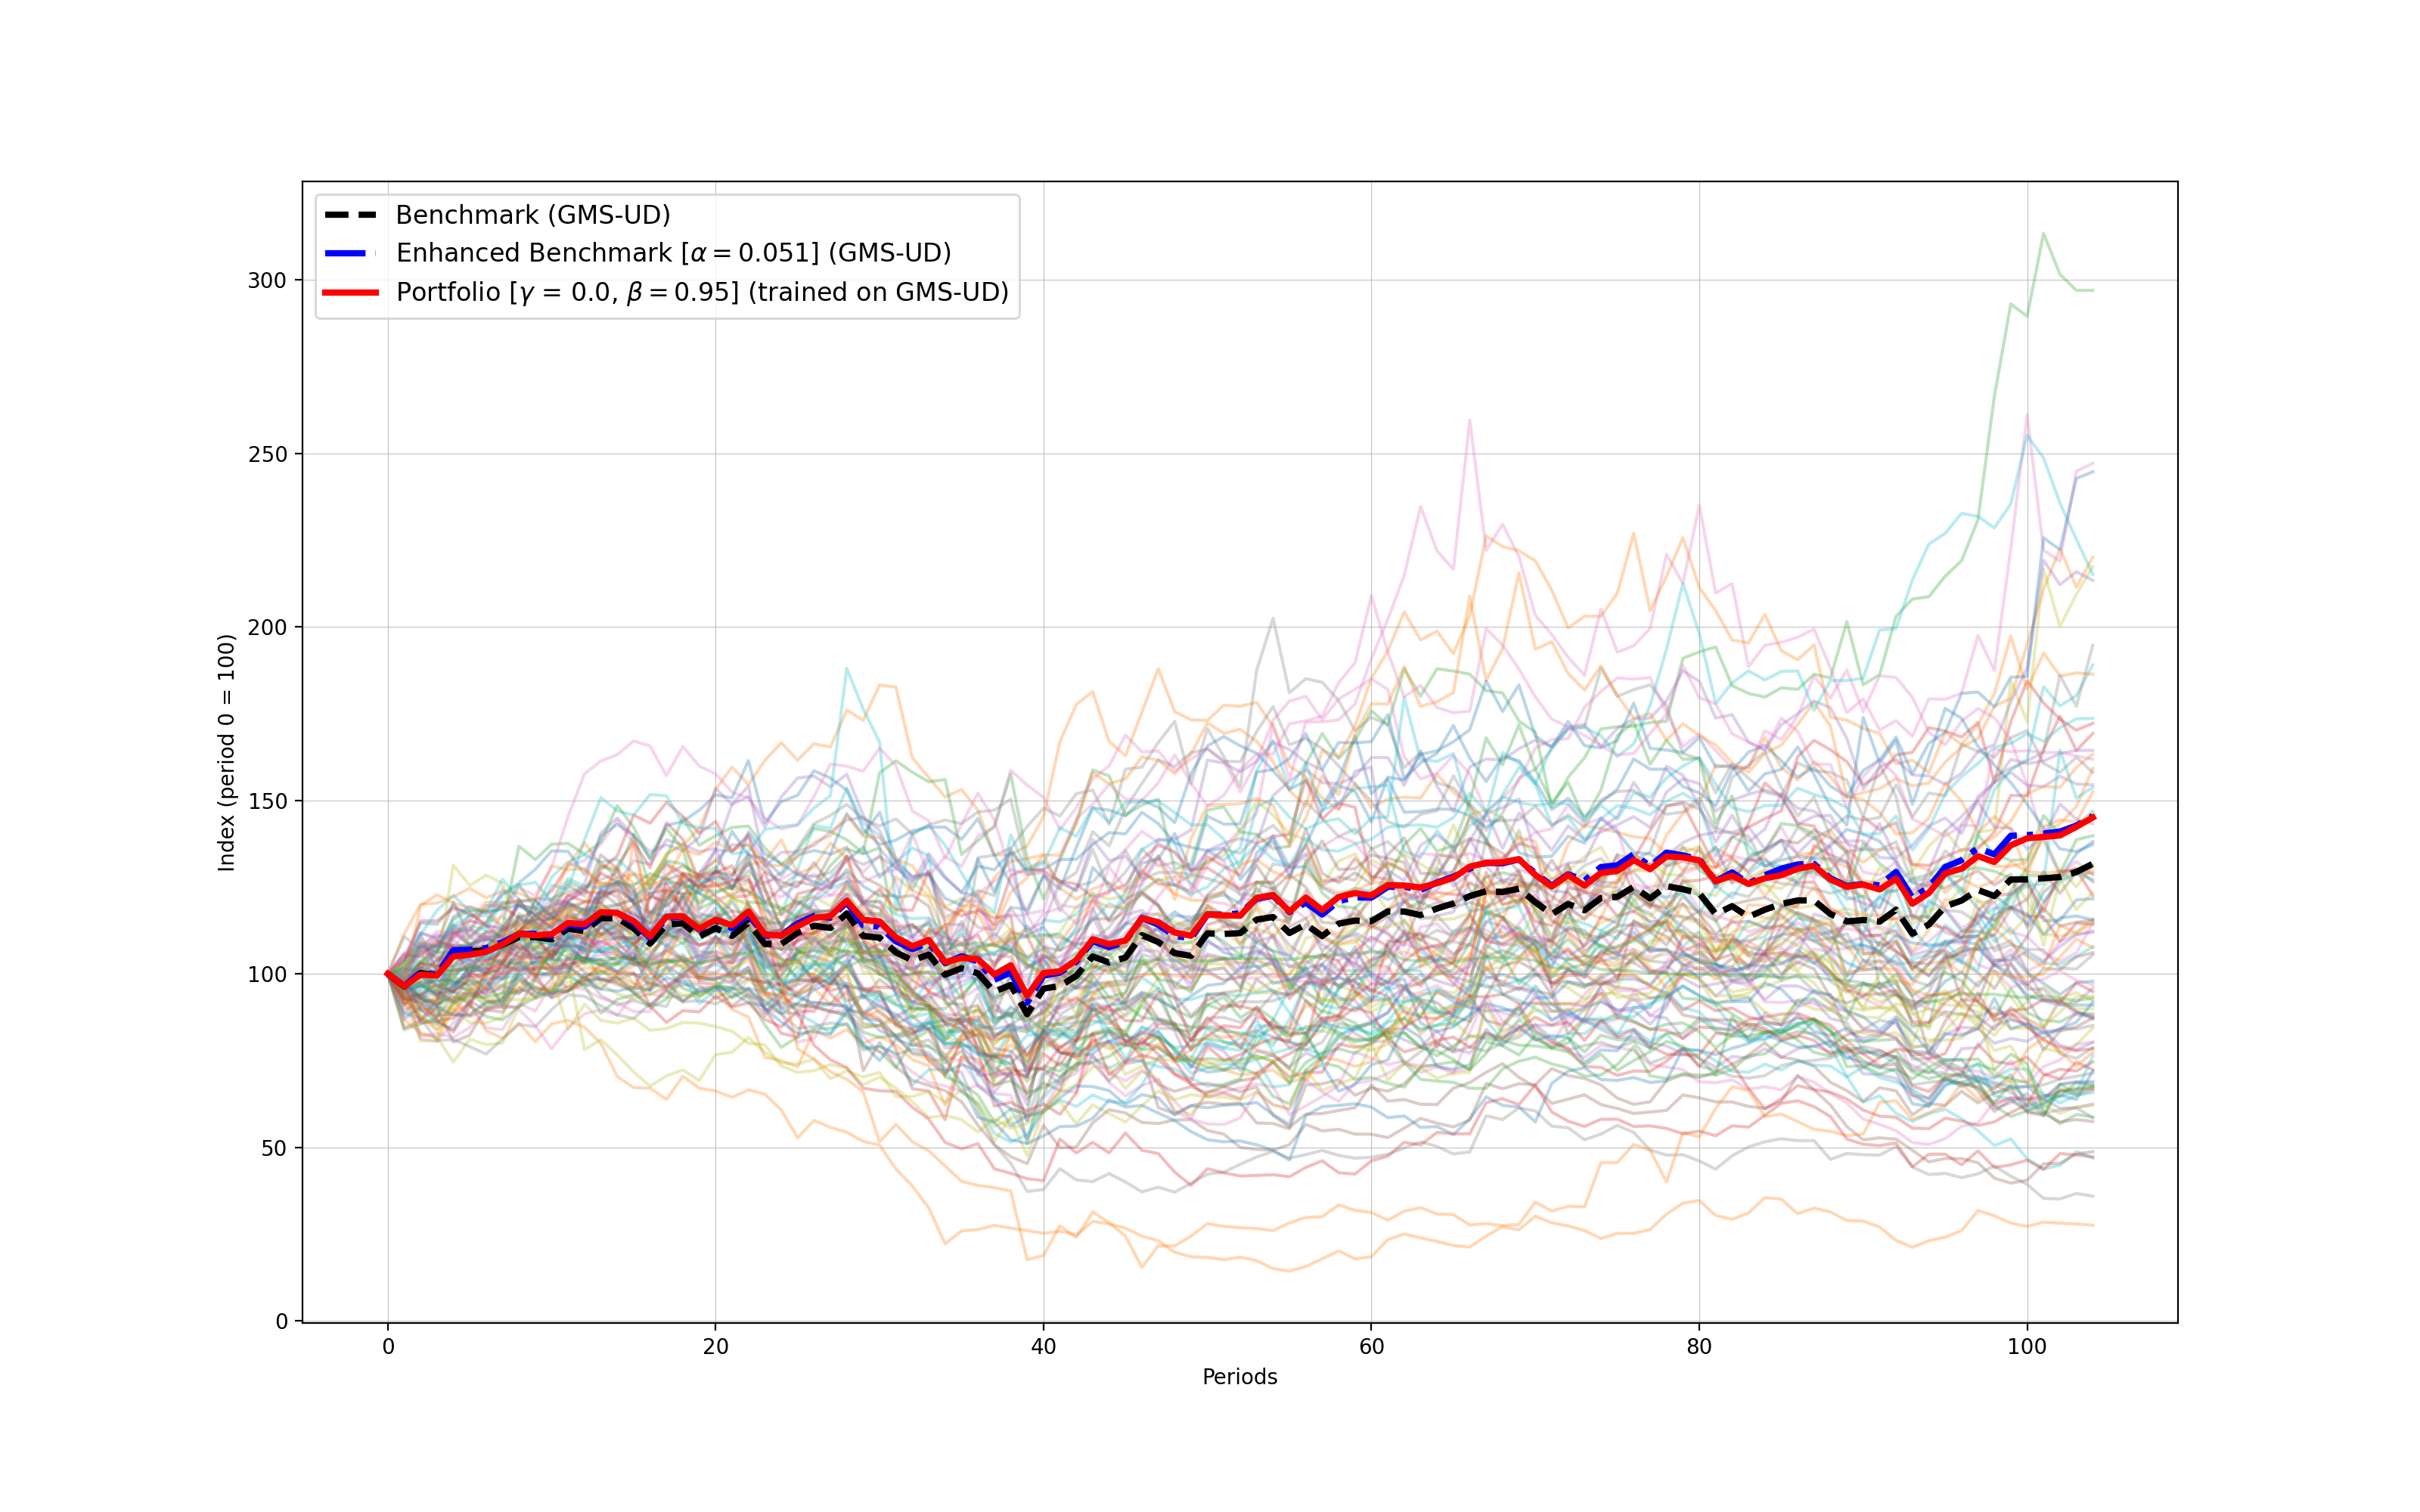 Benchmark (GMS-UD)
Enhanced Benchmark [α = 0.051] (GMS-UD)
Portfolio [γ = 0.0, β = 0.95] (trained on GMS-UD)
300
250
200
150
100
50
0
Index (period 0 = 100)
0 20 40 60 80 100
Periods